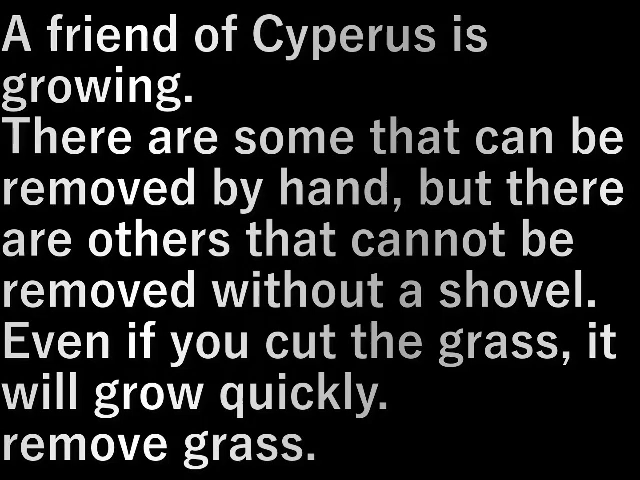 A friend of Cyperus is
growing.
There are some that can be
removed by hand, but there
are others that cannot be
removed without a shovel.
Even if you cut the grass, it
will grow quickly.
remove grass.